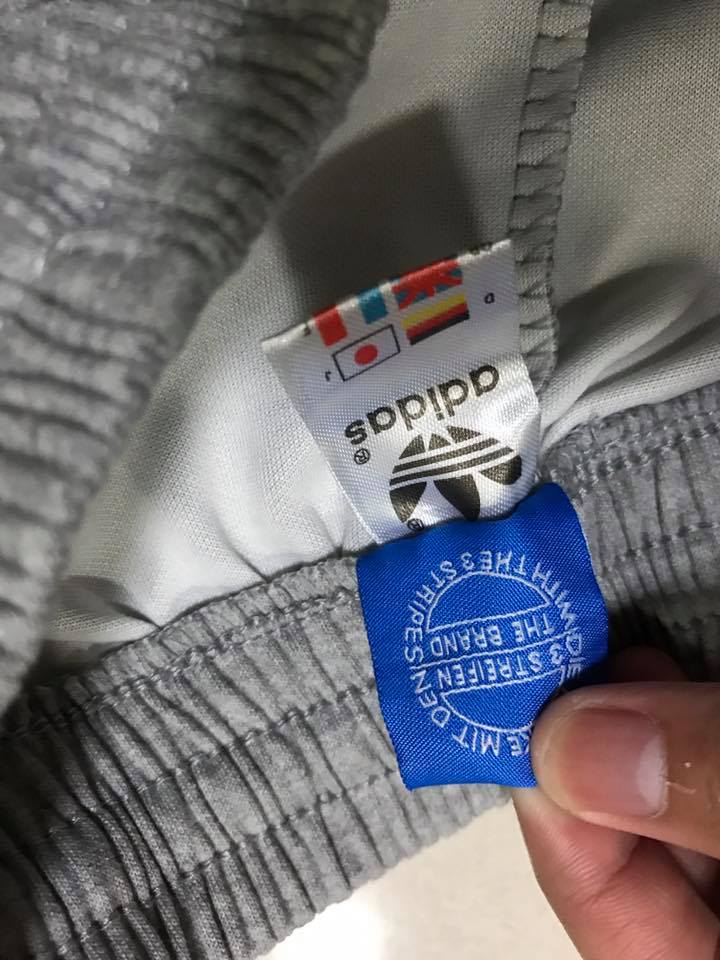 MIT DEN
3 STREIFEN
THE BRAND
WITH THE 3 STRIPES
®
adidas®
J
D